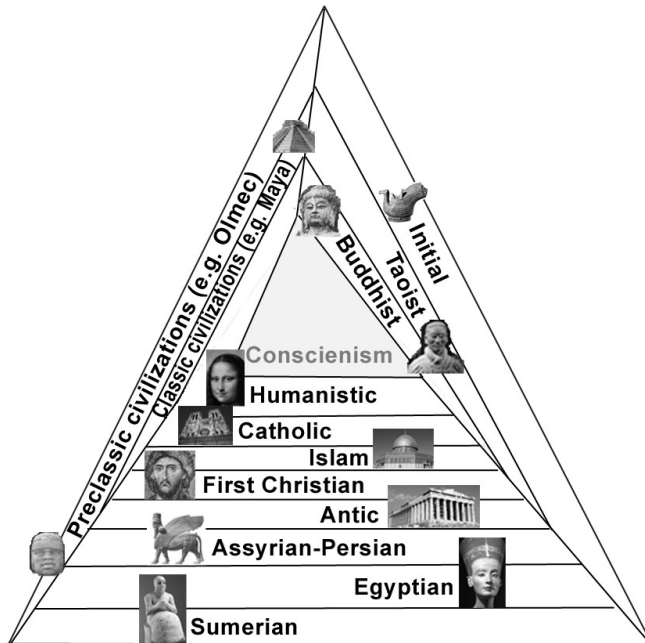 Preclassic civilizations (e.g. Olmec)
Classic civilizations (e.g. Maya)
Initial
Taoist
Buddhist
Conscienism
Humanistic
Catholic
Islam
First Christian
Antic
Assyrian-Persian
Egyptian
Sumerian